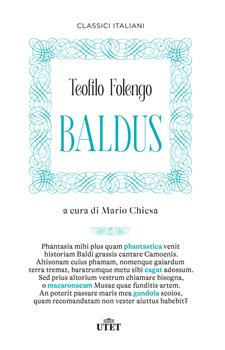 CLASSICI ITALIANI
Teofilo Folengo
BALDUS
a cura di Mario Chiesa
Phantasia mihi plus quam phantastica venit
historiam Baldi grassis cantare Camoenis.
Altisonam cuius phamam, nomenque gaiardum
terra tremat, baratrumque metu sibi cagat adossum.
Sed prius altorium vestrum chiamare bisogna,
o macaroneam Musae quae funditis artem.
An poterit passare maris mea gundola scoios,
quam recomandatam non vester aiuttus habebit?
UTET